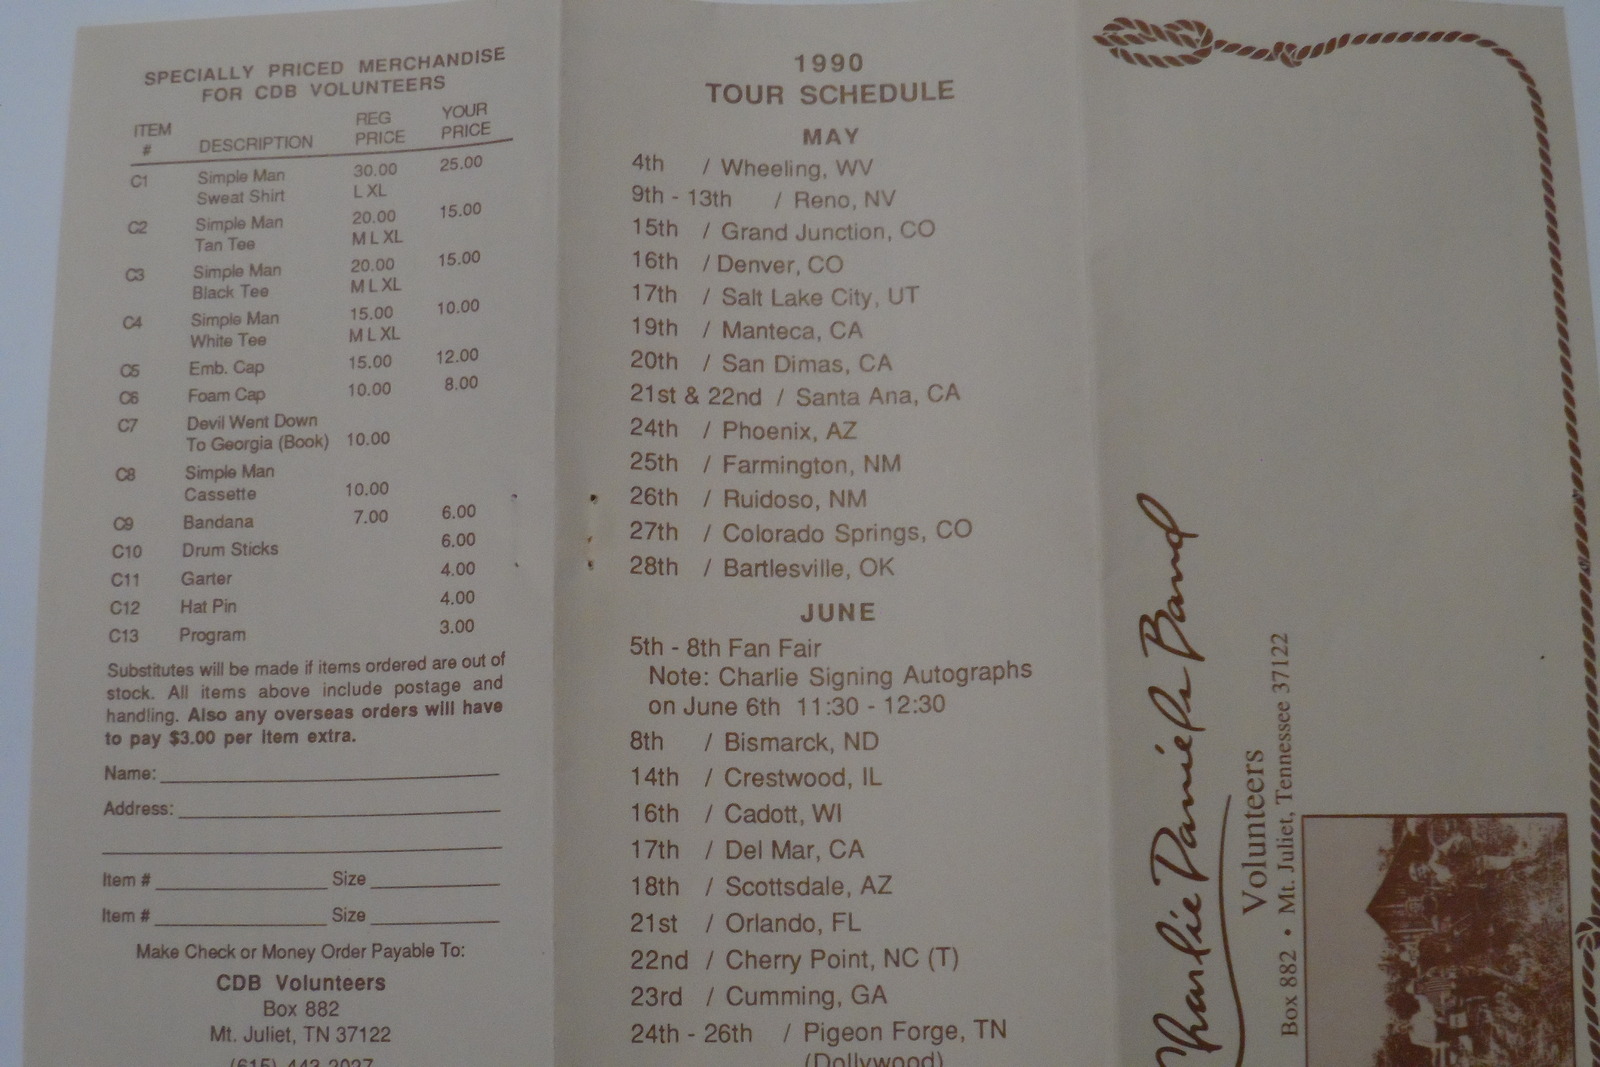 SPECIALLY PRICED MERCHANDISE
FOR CDB VOLUNTEERS
ITEM # DESCRIPTION REG PRICE YOUR PRICE
C1 Simple Man 30.00 25.00
Sweat Shirt L XL
C2 Simple Man 20.00 15.00
Tan Tee M L XL
C3 Simple Man 20.00 15.00
Black Tee M L XL
C4 Simple Man 15.00 10.00
White Tee M L XL
C5 Emb. Cap 15.00 12.00
C6 Foam Cap 10.00 8.00
C7 Devil Went Down
To Georgia (Book) 10.00
C8 Simple Man
Cassette 10.00
C9 Bandana 7.00 6.00
C10 Drum Sticks 6.00
C11 Garter 4.00
C12 Hat Pin 4.00
C13 Program 3.00
Substitutes will be made if items ordered are out of
stock. All items above include postage and
handling. Also any overseas orders will have
to pay $3.00 per item extra.
Name:
Address:
Item # Size
Item # Size
Make Check or Money Order Payable To:
CDB Volunteers
Box 882
Mt. Juliet, TN 37122
(615) 443-2027
1990
TOUR SCHEDULE
MAY
4th / Wheeling, WV
9th - 13th / Reno, NV
15th / Grand Junction, CO
16th / Denver, CO
17th / Salt Lake City, UT
19th / Manteca, CA
20th / San Dimas, CA
21st & 22nd / Santa Ana, CA
24th / Phoenix, AZ
25th / Farmington, NM
26th / Ruidoso, NM
27th / Colorado Springs, CO
28th / Bartlesville, OK
JUNE
5th - 8th Fan Fair
Note: Charlie Signing Autographs
on June 6th 11:30 - 12:30
8th / Bismarck, ND
14th / Crestwood, IL
16th / Cadott, WI
17th / Del Mar, CA
18th / Scottsdale, AZ
21st / Orlando, FL
22nd / Cherry Point, NC (T)
23rd / Cumming, GA
24th - 26th / Pigeon Forge, TN
(Dollywood)
Charlie Daniels Band
Volunteers
Box 882 • Mt. Juliet, Tennessee 37122